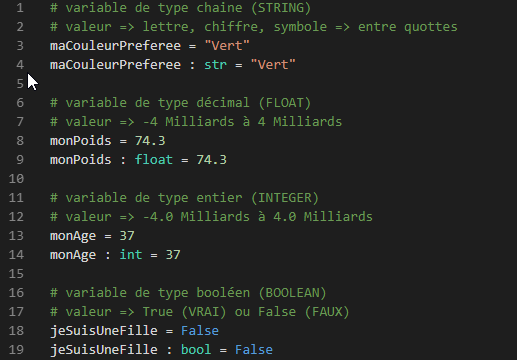 1 # variable de type chaine (STRING)
2 # valeur => lettre, chiffre, symbole => entre quottes
3 maCouleurPreferee = "Vert"
4 maCouleurPreferee : str = "Vert"
5
6 # variable de type décimal (FLOAT)
7 # valeur => -4 Milliards à 4 Milliards
8 monPoids = 74.3
9 monPoids : float = 74.3
10
11 # variable de type entier (INTEGER)
12 # valeur => -4.0 Milliards à 4.0 Milliards
13 monAge = 37
14 monAge : int = 37
15
16 # variable de type booléen (BOOLEAN)
17 # valeur => True (VRAI) ou False (FAUX)
18 jeSuisUneFille = False
19 jeSuisUneFille : bool = False